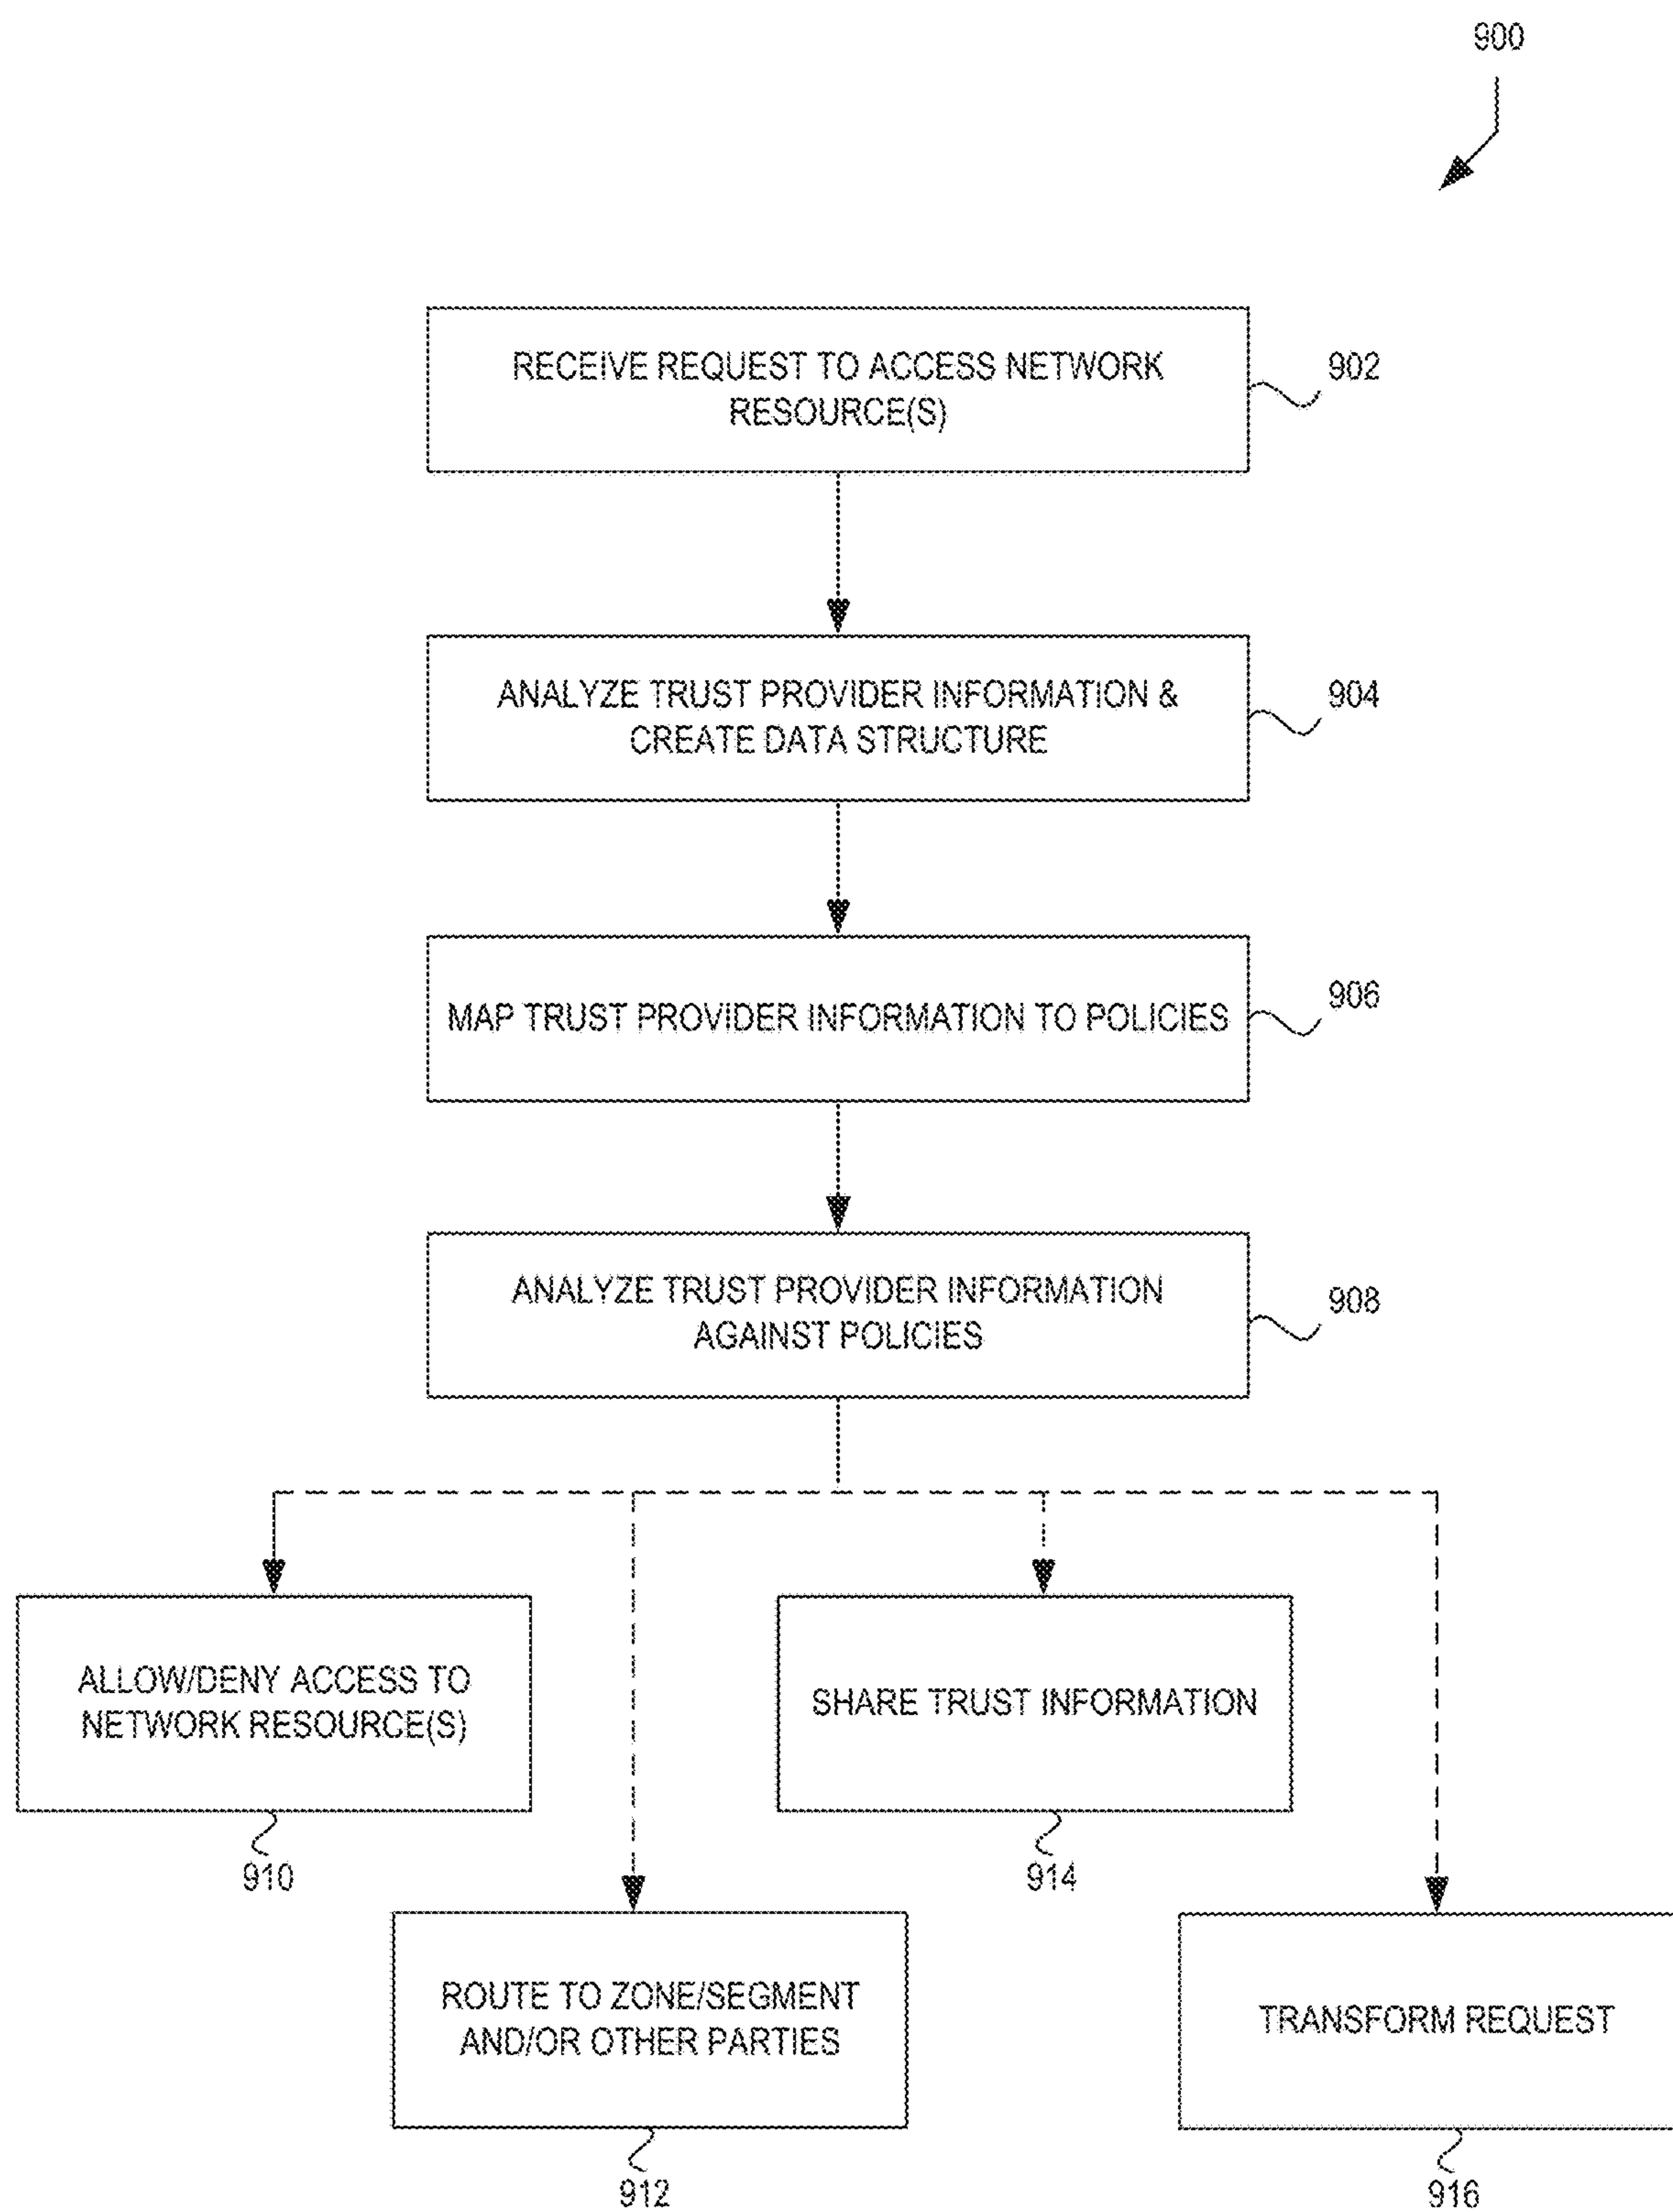 900
RECEIVE REQUEST TO ACCESS NETWORK
RESOURCE(S)
902
ANALYZE TRUST PROVIDER INFORMATION &
CREATE DATA STRUCTURE
904
MAP TRUST PROVIDER INFORMATION TO POLICIES
906
ANALYZE TRUST PROVIDER INFORMATION
AGAINST POLICIES
908
ALLOW/DENY ACCESS TO
NETWORK RESOURCE(S)
910
SHARE TRUST INFORMATION
914
ROUTE TO ZONE/SEGMENT
AND/OR OTHER PARTIES
912
TRANSFORM REQUEST
916